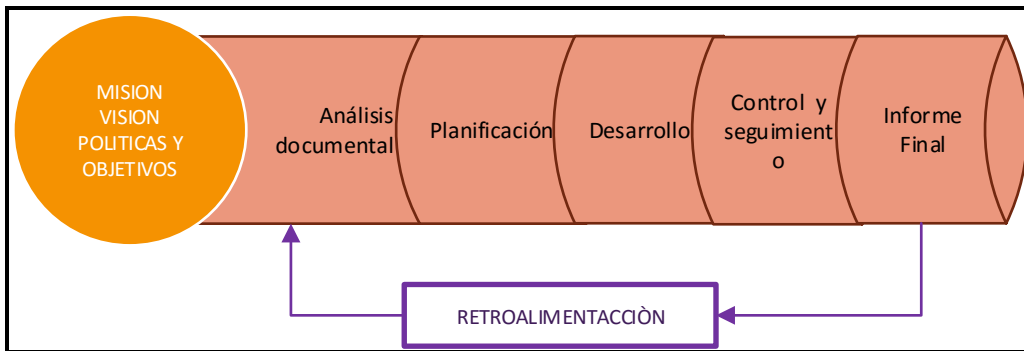 MISION
VISION
POLITICAS Y
OBJETIVOS
Análisis
documental
Planificación
Desarrollo
Control y
seguimient
o
Informe
Final
RETROALIMENTACCIÒN